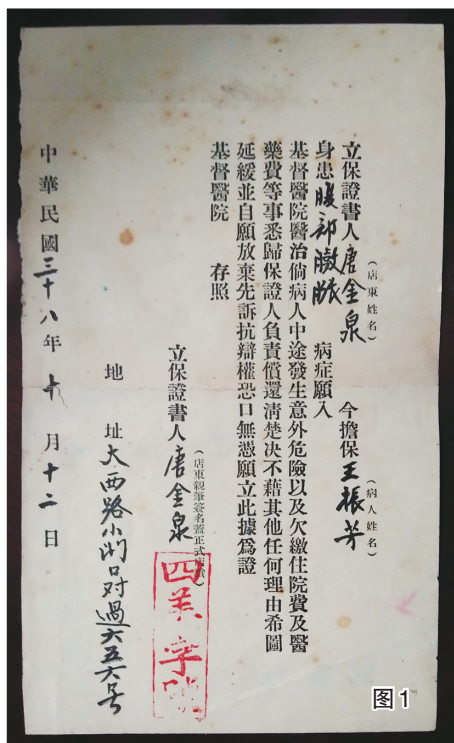 立保證書人唐金泉（店東姓名） 今擔保王振芳（病人姓名）
身患腹部臌脹 病症願入
基督醫院醫治倘病人中途發生意外危險以及欠繳住院費及醫
藥費等事悉歸保證人負責償還清楚決不藉其他任何理由希圖
延緩並自願放棄先訴抗辯權恐口無憑願立此據爲證
基督醫院 存照
立保證書人唐金泉（店東親筆簽名蓋正式）
四美
地 址大西路小口对過六五六号
中華民國三十八年十月十二日
图1